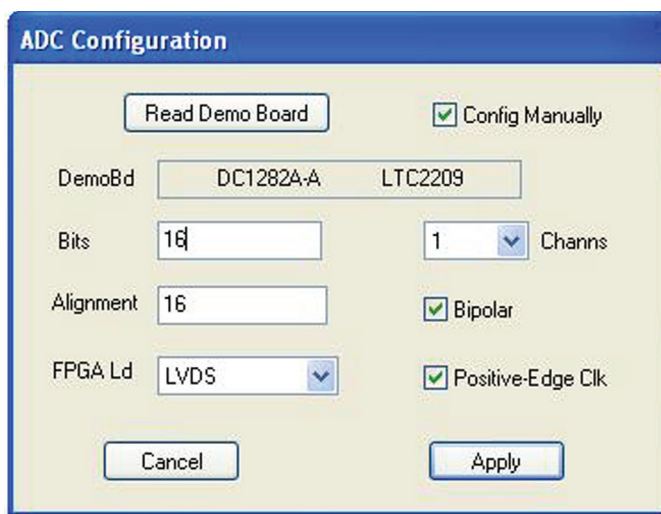 ADC Configuration
Read Demo Board Config Manually
DemoBd DC1282A-A LTC2209
Bits 16 1 Channs
Alignment 16 Bipolar
FPGA Ld LVDS Positive-Edge Clk
Cancel Apply